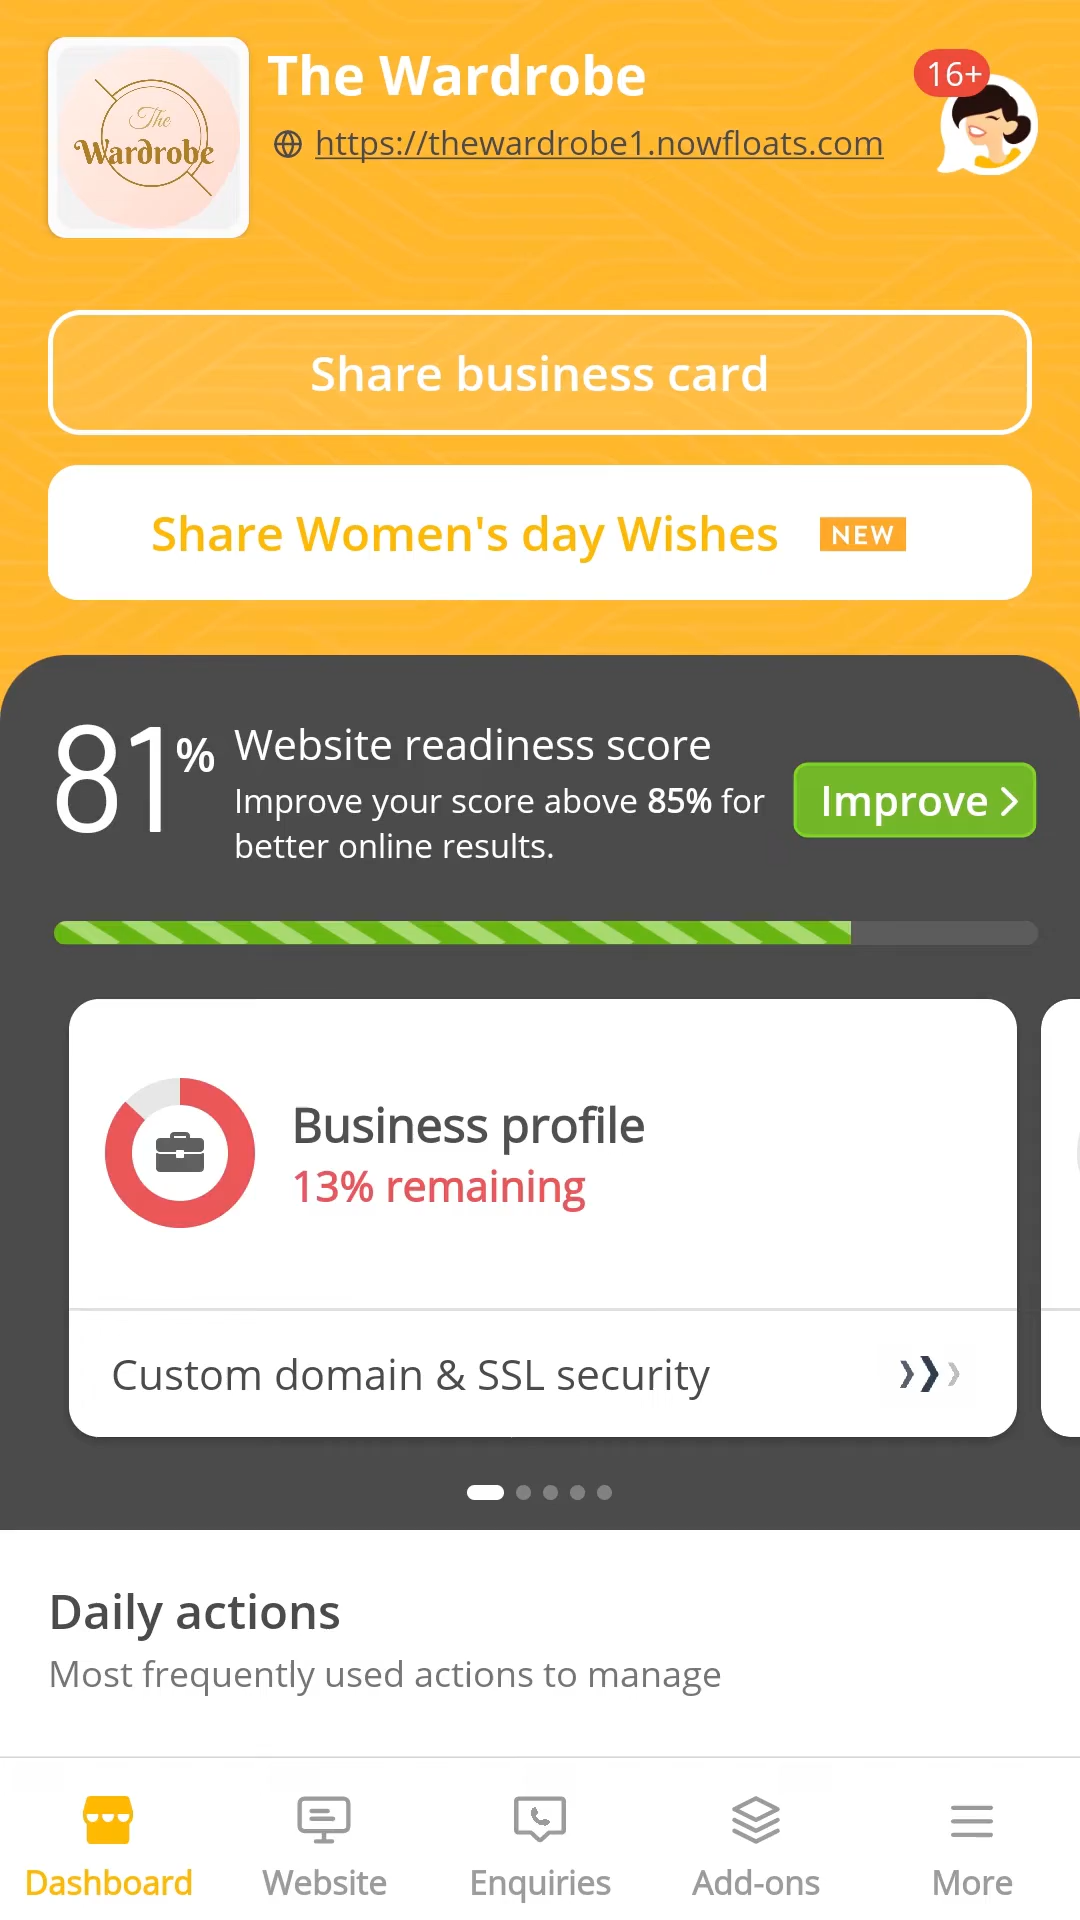 The Wardrobe
The
Wardrobe
16+
https://thewardrobe1.nowfloats.com
Share business card
Share Women's day Wishes NEW
81% Website readiness score
Improve your score above 85% for
better online results.
Improve
Business profile
13% remaining
Custom domain & SSL security
Daily actions
Most frequently used actions to manage
Dashboard Website Enquiries Add-ons More